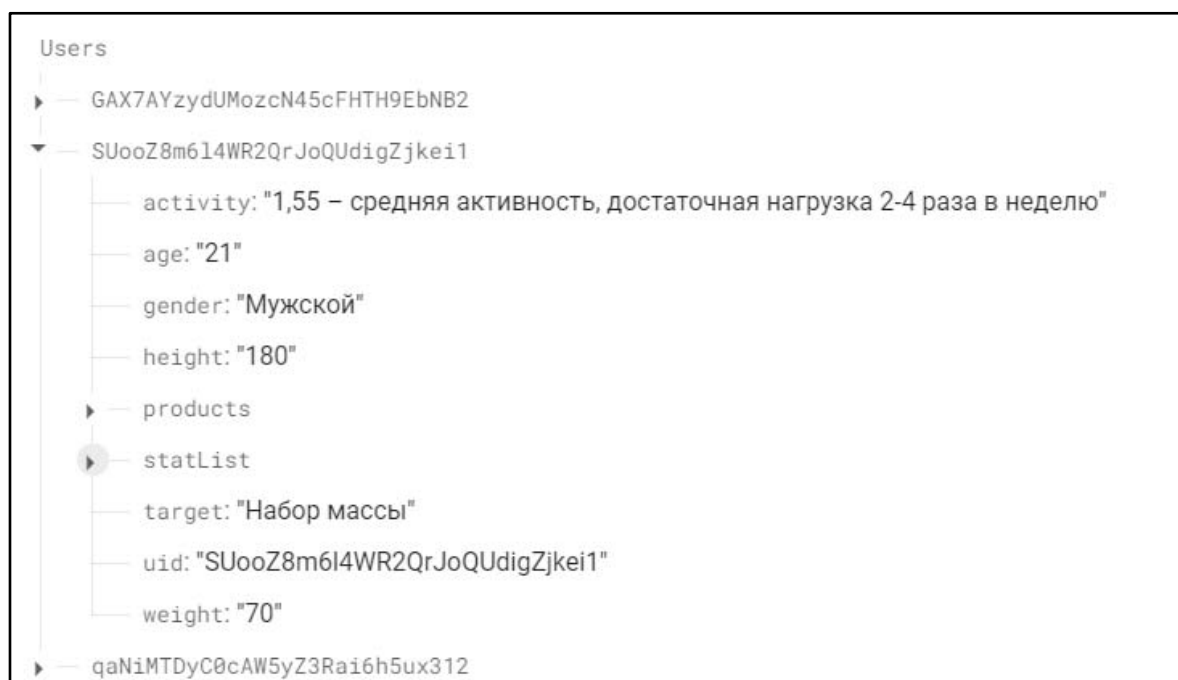 Users
GAX7AYzydUMozcN45cFHTH9EbNB2
SUooZ8m6l4WR2QrJoQUdigZjkei1
activity: "1,55 – средняя активность, достаточная нагрузка 2-4 раза в неделю"
age: "21"
gender: "Мужской"
height: "180"
products
statList
target: "Набор массы"
uid: "SUooZ8m6l4WR2QrJoQUdigZjkei1"
weight: "70"
qaNiMTDyC0cAW5yZ3Rai6h5ux312